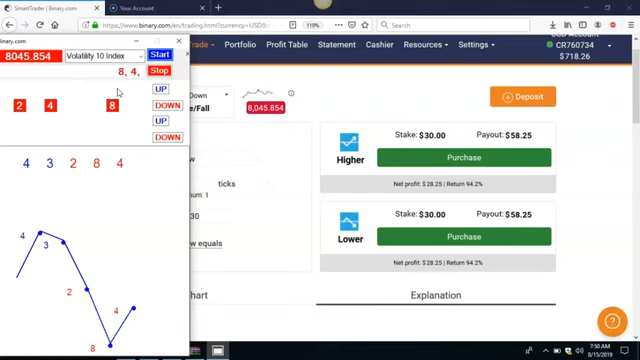 SmartTrader | Binary.com
Your Account
https://www.binary.com/en/trading.html?currency=USD&
110%
binary.com
8045.854
Volatility 10 Index
Start
8, 4,
Stop
UP
2 4 8
DOWN
UP
DOWN
4 3 2 8 4
4
3
2
4
8
Trade
Portfolio
Profit Table
Statement
Cashier
Resources
Settings
USD Account
CR760734
$718.26
Down
e/Fall
8,045.854
Deposit
w
ticks
num: 1
30
w equals
Higher
Stake: $30.00
Payout: $58.25
Purchase
Net profit: $28.25 | Return 94.2%
Lower
Stake: $30.00
Payout: $58.25
Purchase
Net profit: $28.25 | Return 94.2%
hart
Explanation
7:50 AM
8/15/2019